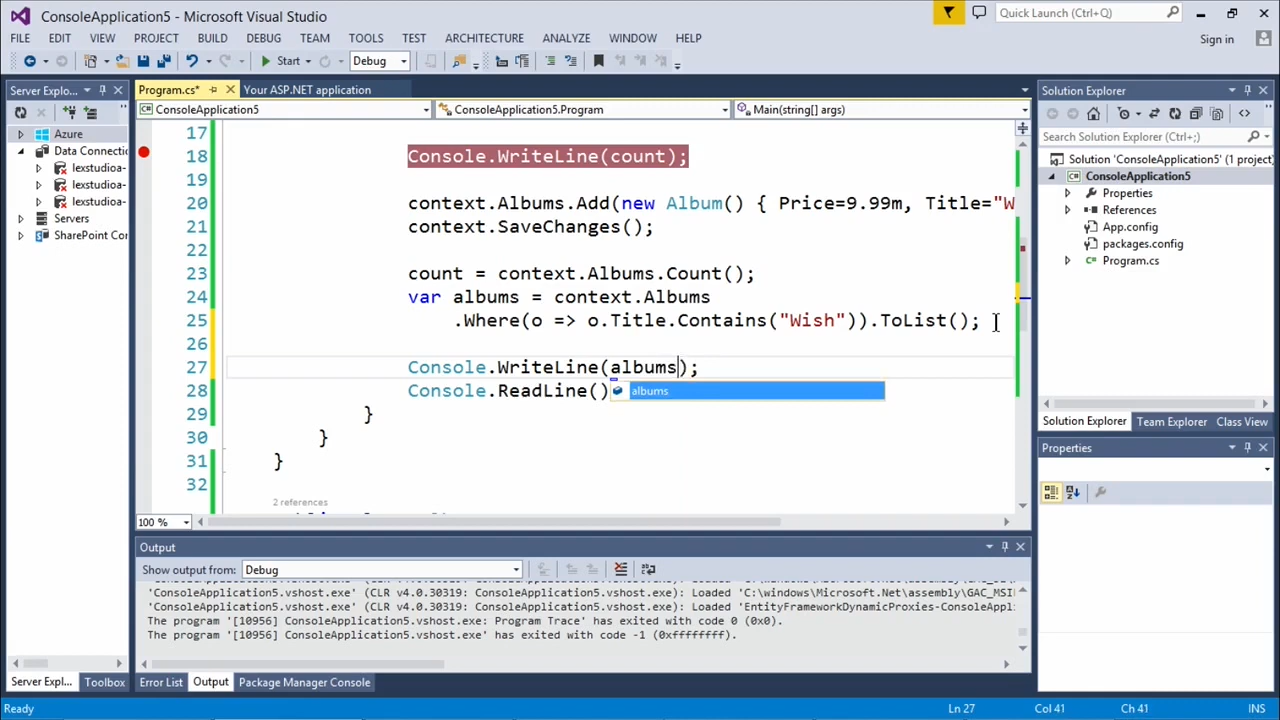 ConsoleApplication5 - Microsoft Visual Studio
Quick Launch (Ctrl+Q)
FILE EDIT VIEW PROJECT BUILD DEBUG TEAM TOOLS TEST ARCHITECTURE ANALYZE WINDOW HELP
Sign in
Start
Debug
Server Explo...
Program.cs*
Your ASP.NET application
Solution Explorer
ConsoleApplication5
ConsoleApplication5.Program
Main(string[] args)
Search Solution Explorer (Ctrl+;)
Azure
Data Connectio
lexstudioa-
lexstudioa-
lexstudioa-
Servers
SharePoint Cor
17
18 Console.WriteLine(count);
19
20 context.Albums.Add(new Album() { Price=9.99m, Title="W
21 context.SaveChanges();
22
23 count = context.Albums.Count();
24 var albums = context.Albums
25 .Where(o => o.Title.Contains("Wish")).ToList();
26
27 Console.WriteLine(albums);
28 Console.ReadLine()
albums
29 }
30 }
31 }
32
2 references
100 %
Solution 'ConsoleApplication5' (1 project)
ConsoleApplication5
Properties
References
App.config
packages.config
Program.cs
Solution Explorer Team Explorer Class View
Properties
Output
Show output from: Debug
'ConsoleApplication5.vshost.exe' (CLR v4.0.30319: ConsoleApplication5.vshost.exe): Loaded 'C:\windows\Microsoft.Net\assembly\GAC_MSI
'ConsoleApplication5.vshost.exe' (CLR v4.0.30319: ConsoleApplication5.vshost.exe): Loaded 'EntityFrameworkDynamicProxies-ConsoleAppl
The program '[10956] ConsoleApplication5.vshost.exe: Program Trace' has exited with code 0 (0x0).
The program '[10956] ConsoleApplication5.vshost.exe' has exited with code -1 (0xffffffff).
Server Expl... Toolbox
Error List Output Package Manager Console
Ready
Ln 27 Col 41 Ch 41 INS